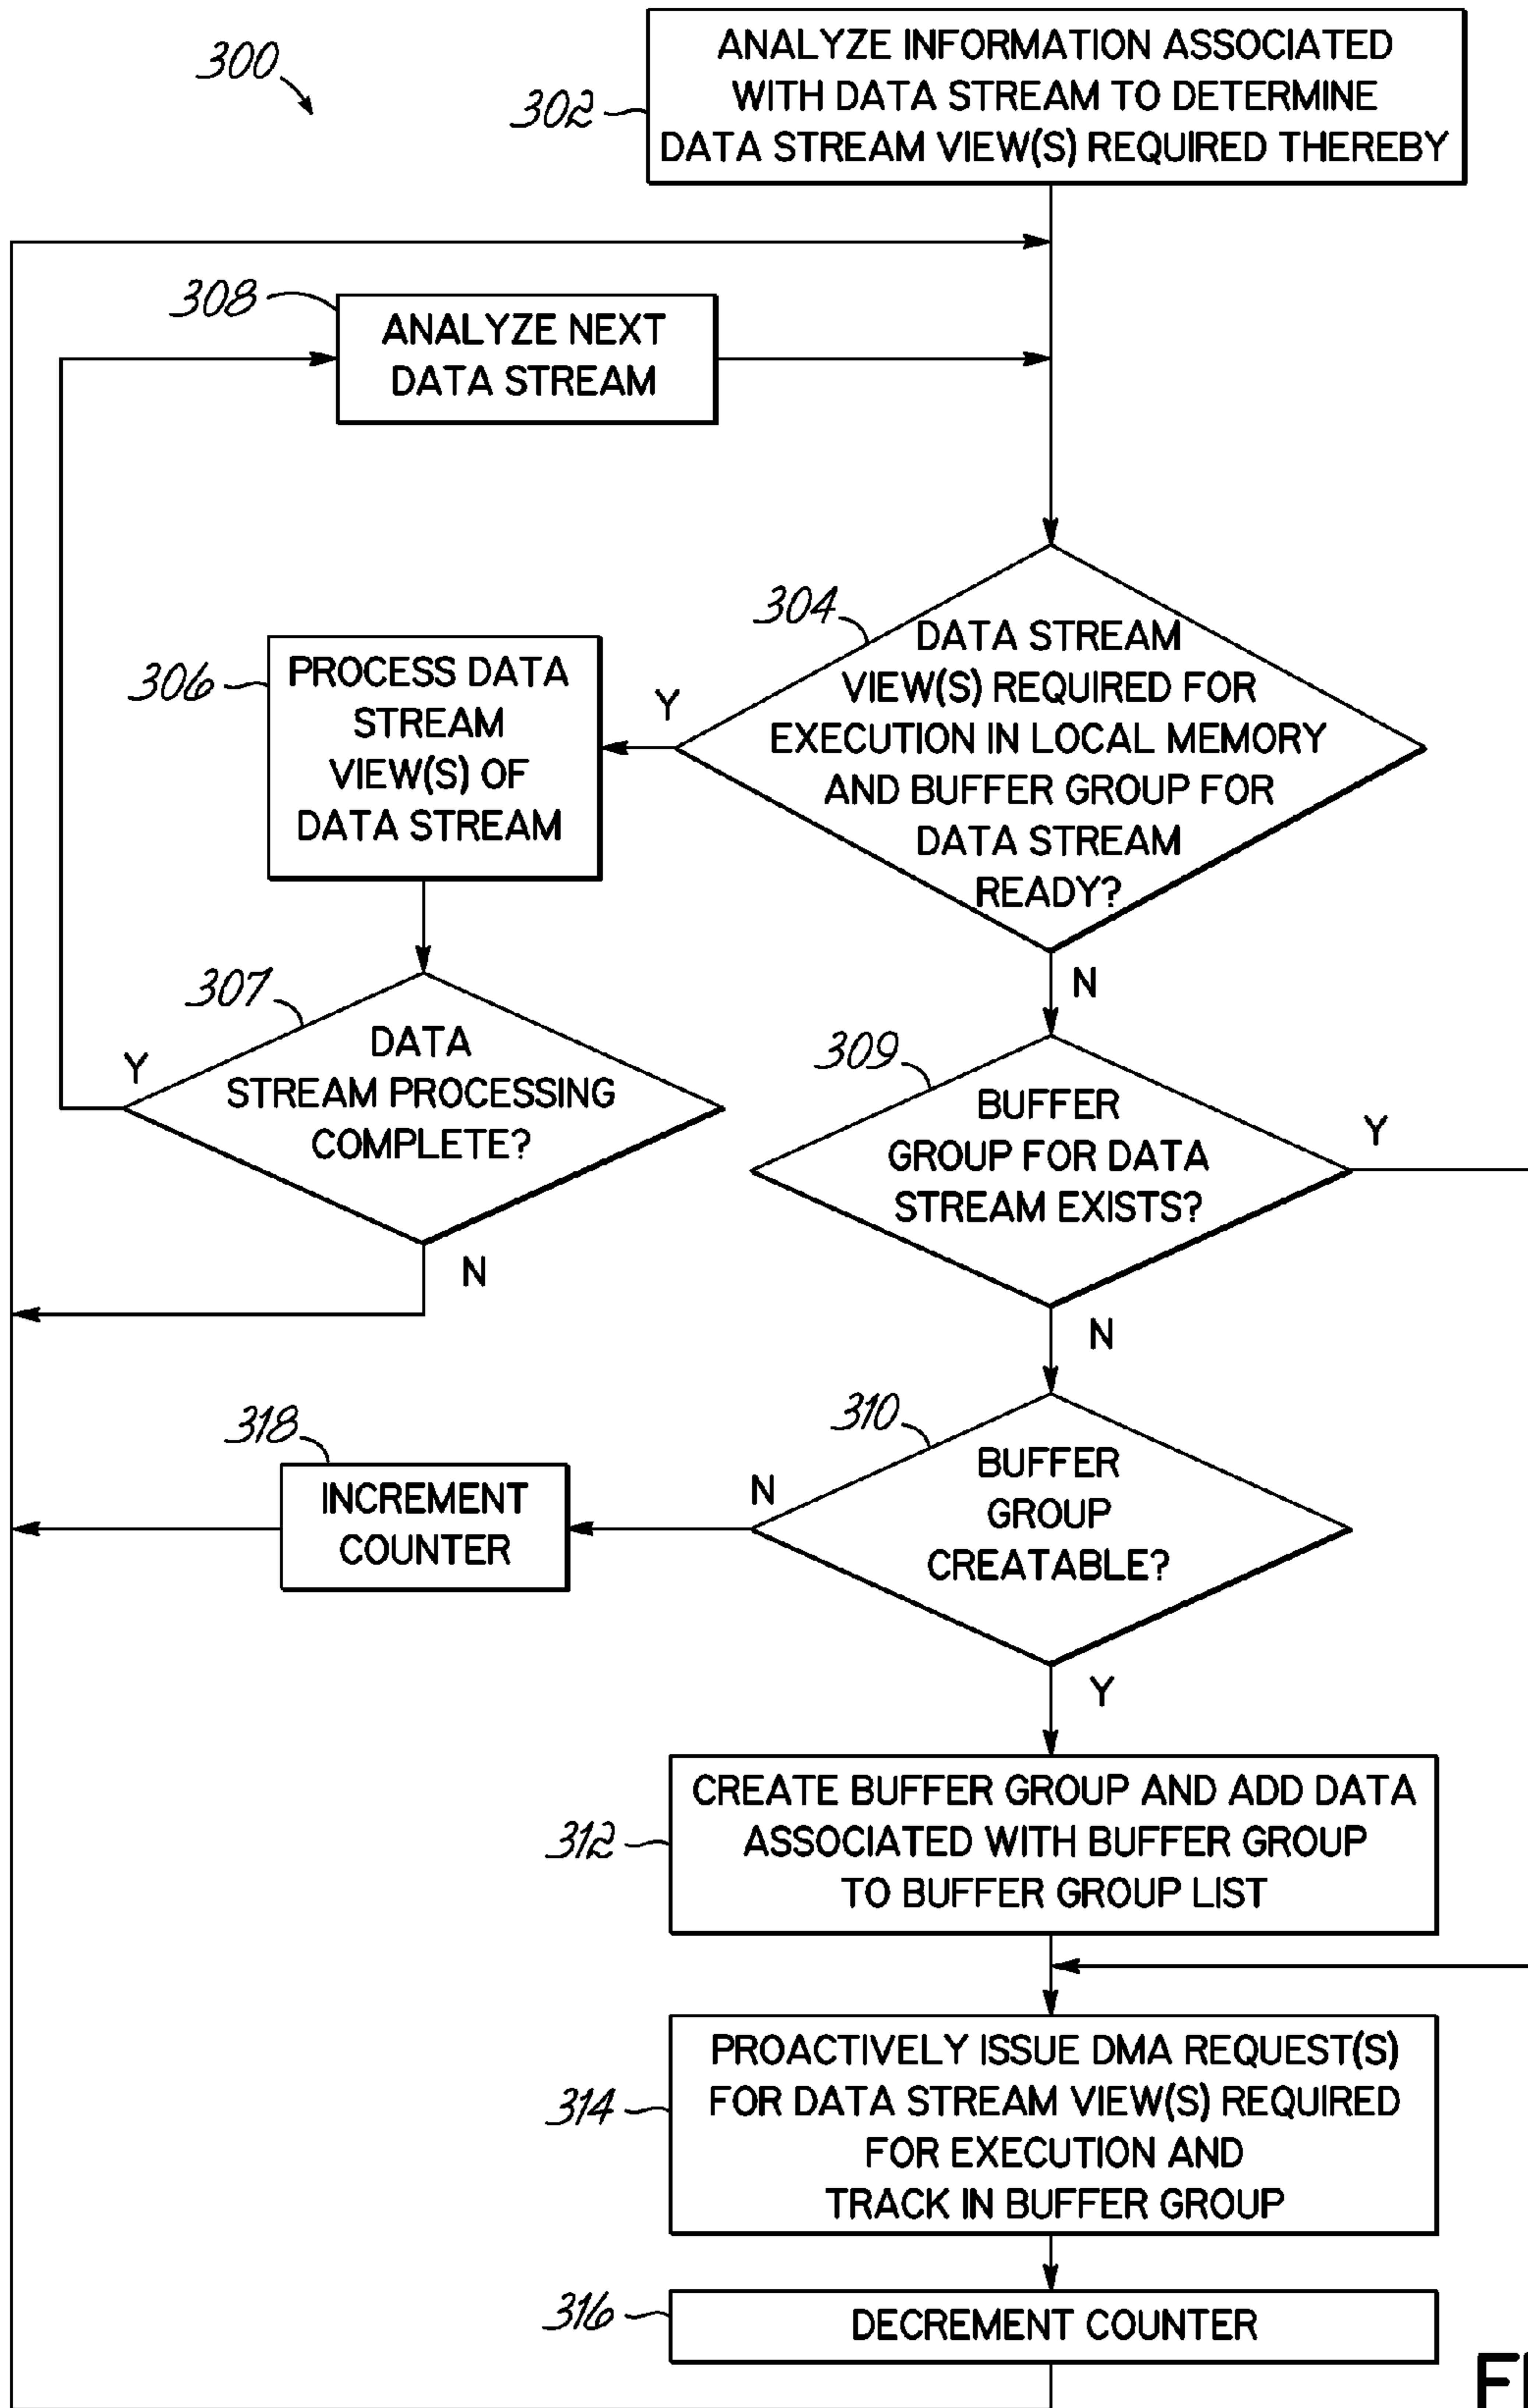 300
302
ANALYZE INFORMATION ASSOCIATED
WITH DATA STREAM TO DETERMINE
DATA STREAM VIEW(S) REQUIRED THEREBY
308
ANALYZE NEXT
DATA STREAM
304
DATA STREAM
VIEW(S) REQUIRED FOR
EXECUTION IN LOCAL MEMORY
AND BUFFER GROUP FOR
DATA STREAM
READY?
Y
N
306
PROCESS DATA
STREAM
VIEW(S) OF
DATA STREAM
307
DATA
STREAM PROCESSING
COMPLETE?
Y
N
309
BUFFER
GROUP FOR DATA
STREAM EXISTS?
Y
N
310
BUFFER
GROUP
CREATABLE?
N
Y
318
INCREMENT
COUNTER
312
CREATE BUFFER GROUP AND ADD DATA
ASSOCIATED WITH BUFFER GROUP
TO BUFFER GROUP LIST
314
PROACTIVELY ISSUE DMA REQUEST(S)
FOR DATA STREAM VIEW(S) REQUIRED
FOR EXECUTION AND
TRACK IN BUFFER GROUP
316
DECREMENT COUNTER